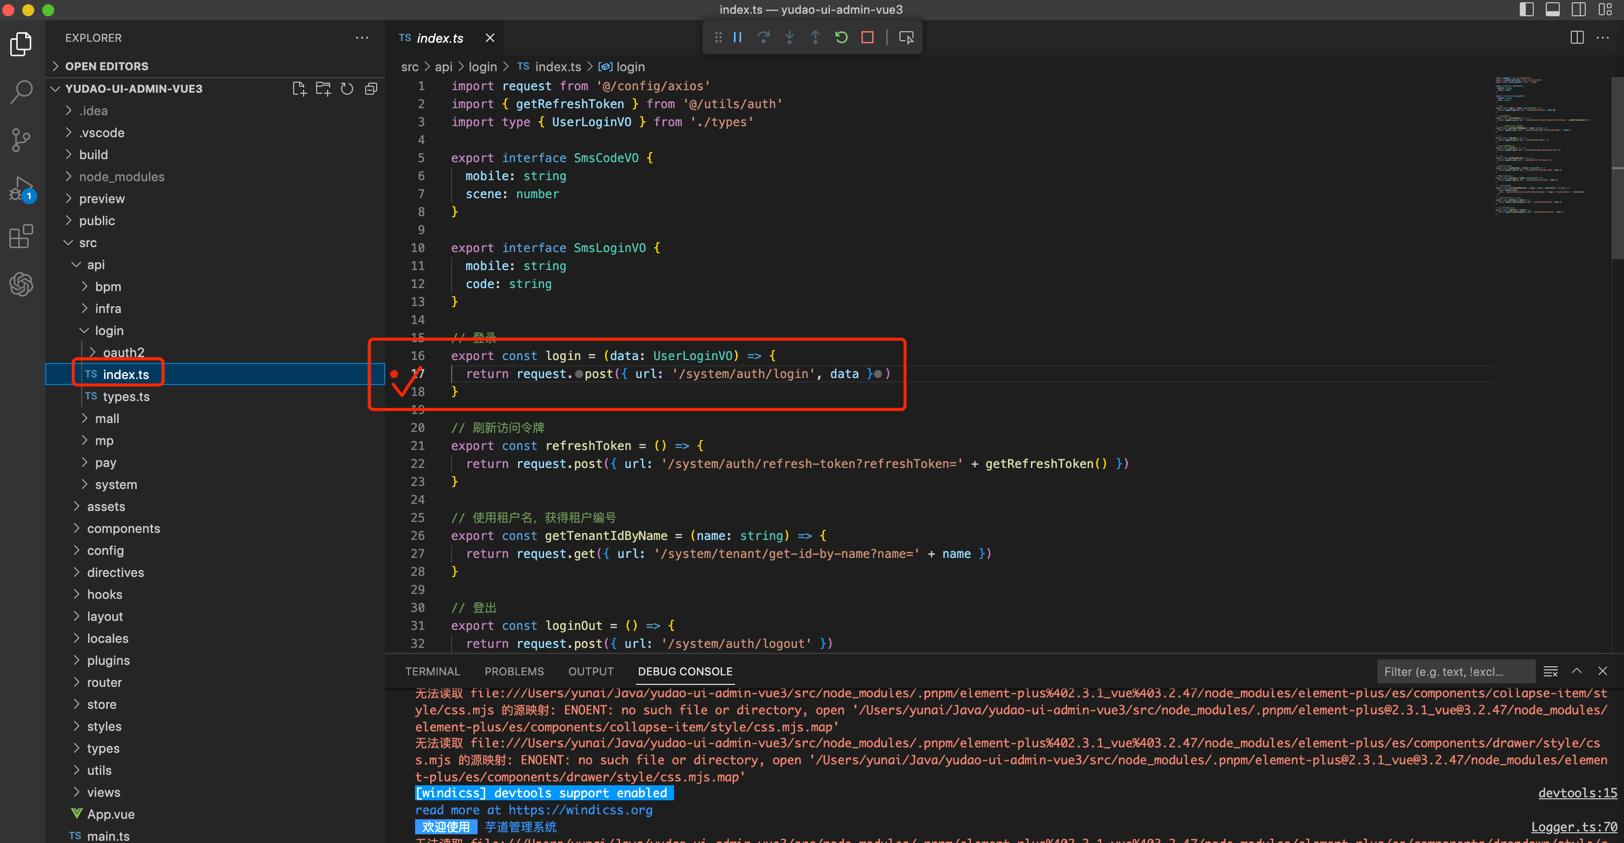 index.ts — yudao-ui-admin-vue3
EXPLORER
OPEN EDITORS
YUDAO-UI-ADMIN-VUE3
.idea
.vscode
build
node_modules
preview
public
src
api
bpm
infra
login
oauth2
TS index.ts
TS types.ts
mall
mp
pay
system
assets
components
config
directives
hooks
layout
locales
plugins
router
store
styles
types
utils
views
App.vue
TS main.ts
1
TS index.ts
src > api > login > TS index.ts > login
1 import request from '@/config/axios'
2 import { getRefreshToken } from '@/utils/auth'
3 import type { UserLoginVO } from './types'
4
5 export interface SmsCodeVO {
6 mobile: string
7 scene: number
8 }
9
10 export interface SmsLoginVO {
11 mobile: string
12 code: string
13 }
14
15 // 登录
16 export const login = (data: UserLoginVO) => {
17 return request.post({ url: '/system/auth/login', data })
18 }
19
20 // 刷新访问令牌
21 export const refreshToken = () => {
22 return request.post({ url: '/system/auth/refresh-token?refreshToken=' + getRefreshToken() })
23 }
24
25 // 使用租户名，获得租户编号
26 export const getTenantIdByName = (name: string) => {
27 return request.get({ url: '/system/tenant/get-id-by-name?name=' + name })
28 }
29
30 // 登出
31 export const loginOut = () => {
32 return request.post({ url: '/system/auth/logout' })
TERMINAL PROBLEMS OUTPUT DEBUG CONSOLE
Filter (e.g. text, !excl...
无法读取 file:///Users/yunai/Java/yudao-ui-admin-vue3/src/node_modules/.pnpm/element-plus%402.3.1_vue%403.2.47/node_modules/element-plus/es/components/collapse-item/st
yle/css.mjs 的源映射: ENOENT: no such file or directory, open '/Users/yunai/Java/yudao-ui-admin-vue3/src/node_modules/.pnpm/element-plus@2.3.1_vue@3.2.47/node_modules/
element-plus/es/components/collapse-item/style/css.mjs.map'
无法读取 file:///Users/yunai/Java/yudao-ui-admin-vue3/src/node_modules/.pnpm/element-plus%402.3.1_vue%403.2.47/node_modules/element-plus/es/components/drawer/style/cs
s.mjs 的源映射: ENOENT: no such file or directory, open '/Users/yunai/Java/yudao-ui-admin-vue3/src/node_modules/.pnpm/element-plus@2.3.1_vue@3.2.47/node_modules/elemen
t-plus/es/components/drawer/style/css.mjs.map'
[windicss] devtools support enabled devtools:15
read more at https://windicss.org
欢迎使用 芋道管理系统 Logger.ts:70